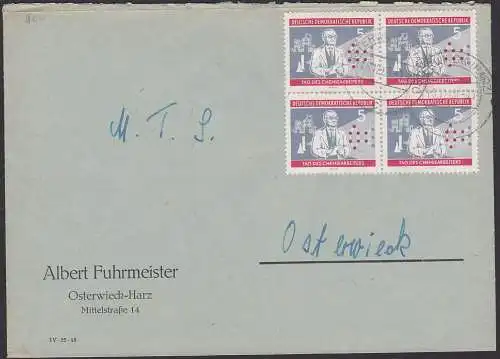 DEUTSCHE DEMOKRATISCHE REPUBLIK DEUTSCHE DEMOKRATISCHE REPUBLIK
5 5
TAG DES CHEMIEARBEITERS TAG DES CHEMIEARBEITERS
DEUTSCHE DEMOKRATISCHE REPUBLIK DEUTSCHE DEMOKRATISCHE REPUBLIK
5 5
TAG DES CHEMIEARBEITERS TAG DES CHEMIEARBEITERS
M. T. S.
Osterwieck
Albert Fuhrmeister
Osterwieck-Harz
Mittelstraße 14